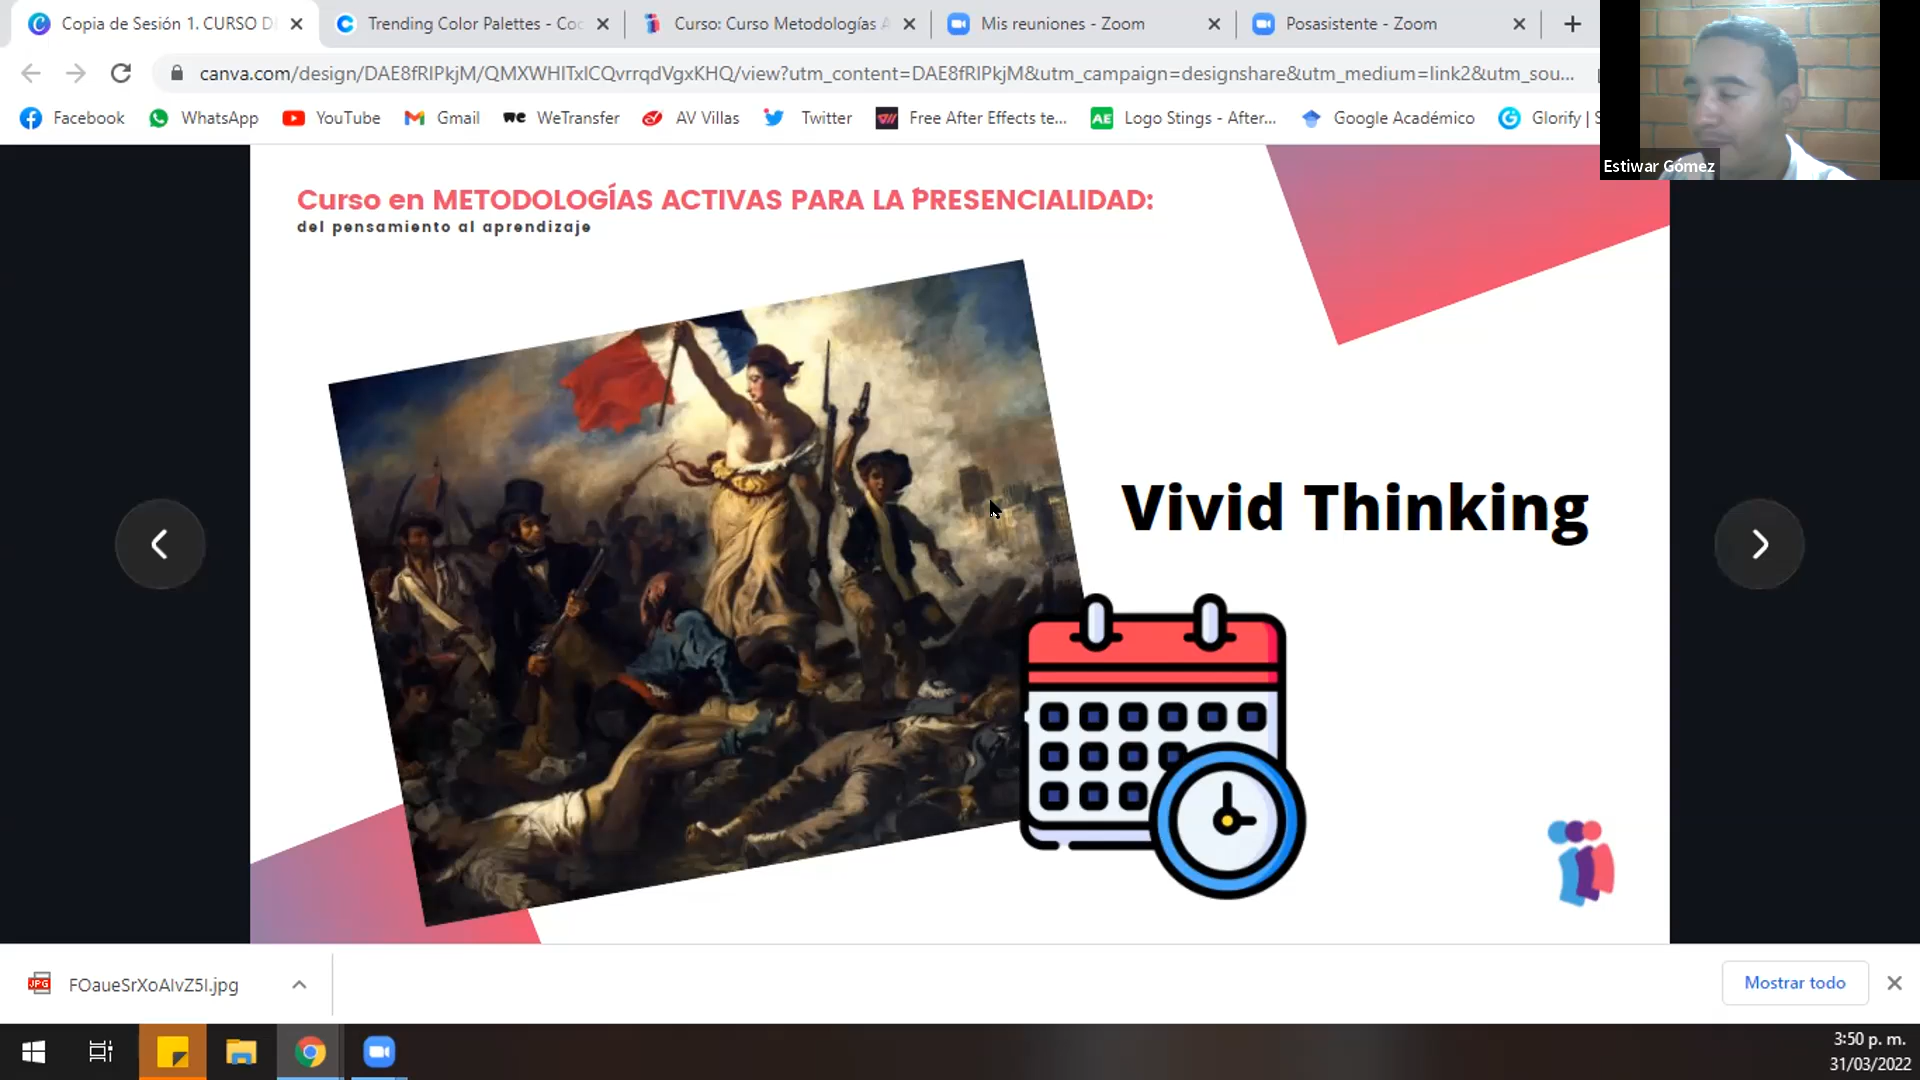 Copia de Sesión 1. CURSO DE
Trending Color Palettes - Coo
Curso: Curso Metodologías A
Mis reuniones - Zoom
Posasistente - Zoom
canva.com/design/DAE8fRIPkjM/QMXWHITxICQvrrqdVgxKHQ/view?utm_content=DAE8fRIPkjM&utm_campaign=designshare&utm_medium=link2&utm_sou...
Facebook
WhatsApp
YouTube
Gmail
WeTransfer
AV Villas
Twitter
Free After Effects te...
Logo Stings - After...
Google Académico
Glorify | S
Estiwar Gómez
Curso en METODOLOGÍAS ACTIVAS PARA LA PRESENCIALIDAD:
del pensamiento al aprendizaje
Vivid Thinking
FOaueSrXoAIvZ5I.jpg
Mostrar todo
3:50 p. m.
31/03/2022